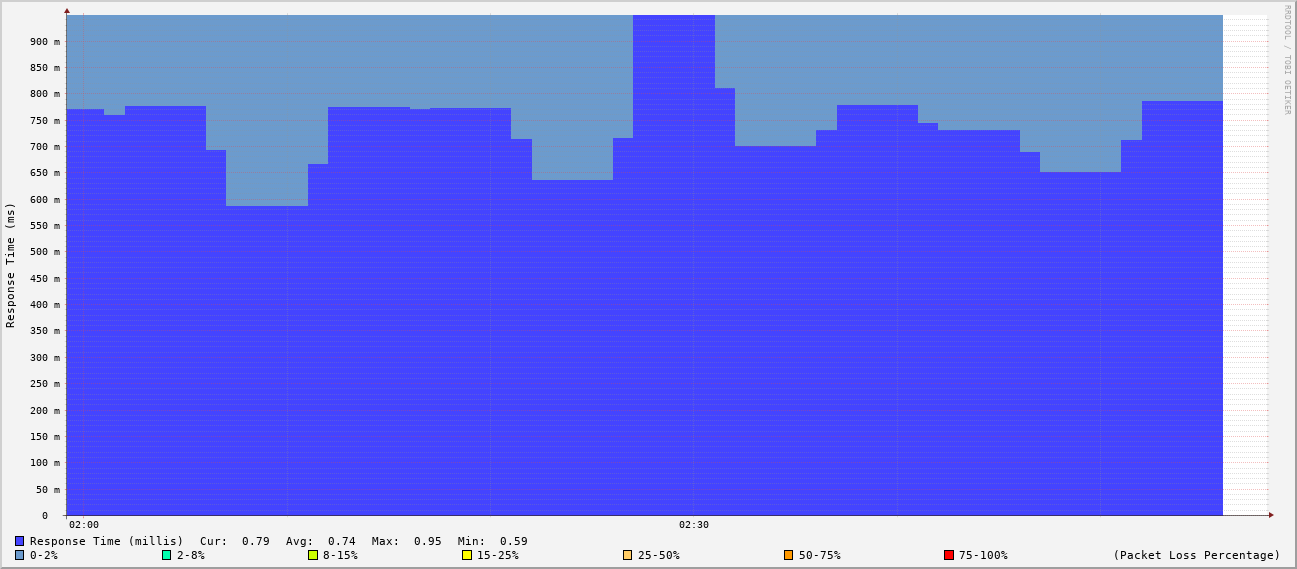 RRDTOOL / TOBI OETIKER
Response Time (ms)
900 m
850 m
800 m
750 m
700 m
650 m
600 m
550 m
500 m
450 m
400 m
350 m
300 m
250 m
200 m
150 m
100 m
50 m
0
02:00 02:30
Response Time (millis) Cur: 0.79 Avg: 0.74 Max: 0.95 Min: 0.59
0-2% 2-8% 8-15% 15-25% 25-50% 50-75% 75-100% (Packet Loss Percentage)